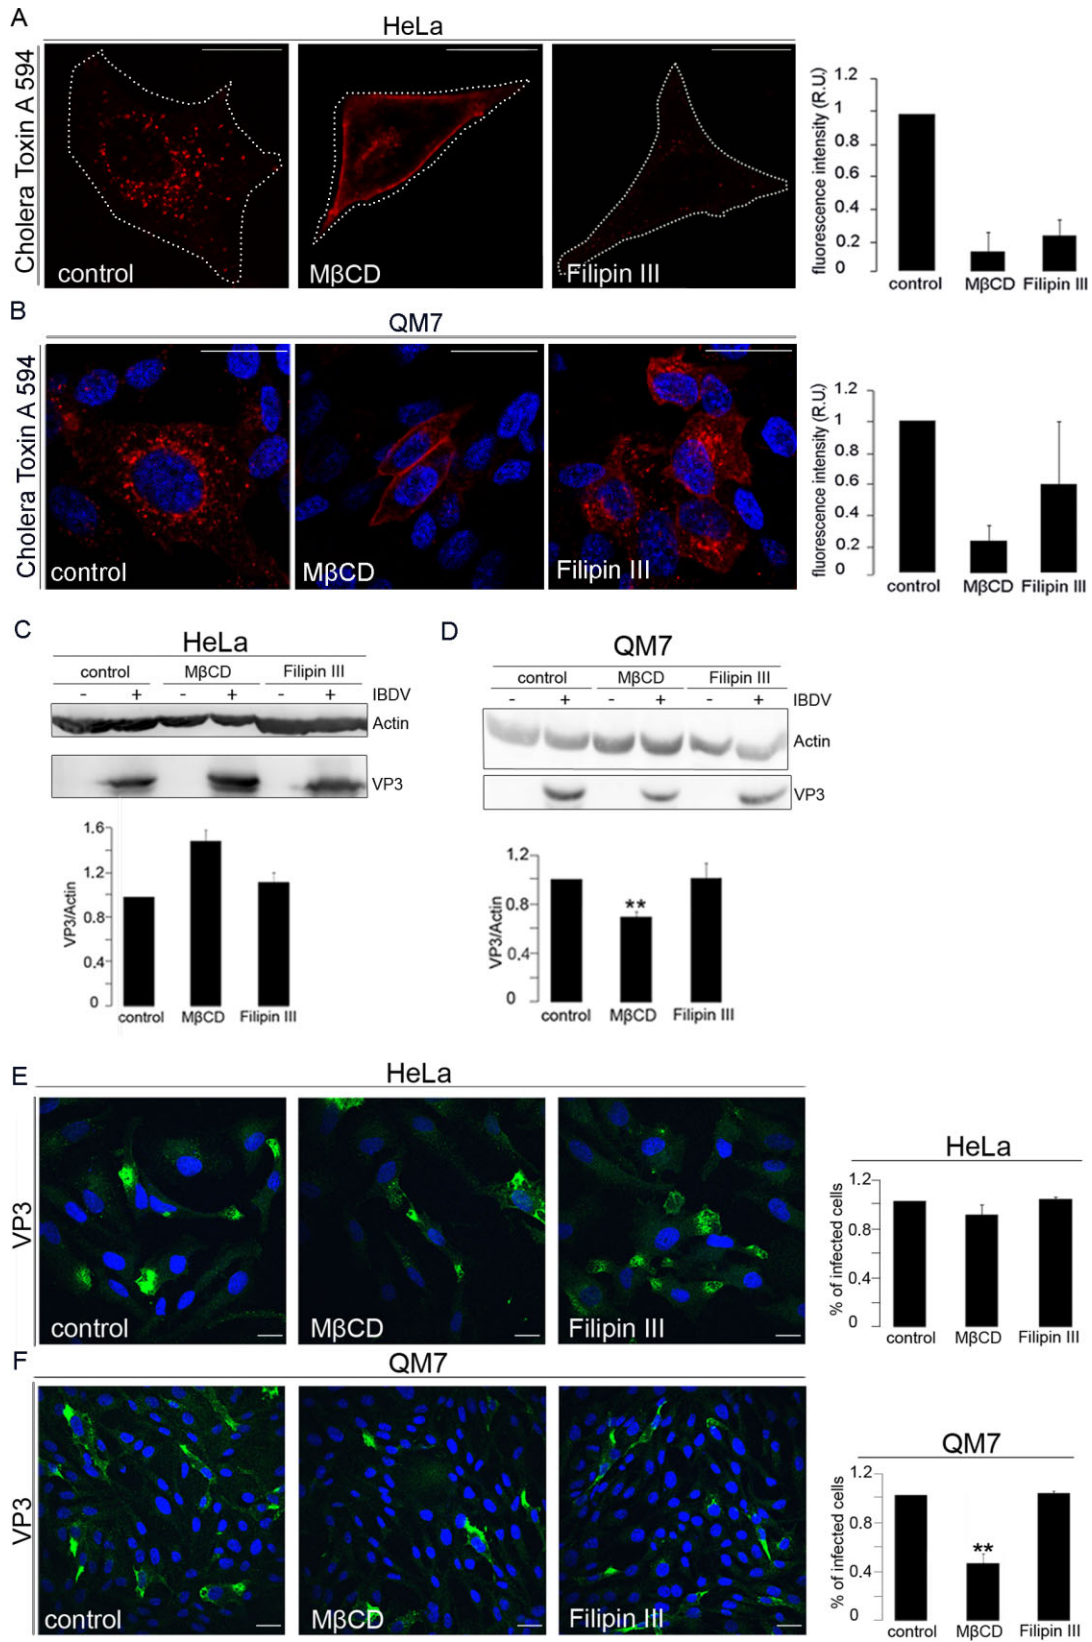 A
HeLa
Cholera Toxin A 594
control
MβCD
Filipin III
fluorescence intensity (R.U.)
1.2
1
0.8
0.6
0.4
0.2
0
control MβCD Filipin III
B
QM7
Cholera Toxin A 594
control
MβCD
Filipin III
fluorescence intensity (R.U.)
1.2
1
0.8
0.6
0.4
0.2
0
control MβCD Filipin III
C
HeLa
control MβCD Filipin III
- + - + - + IBDV
Actin
VP3
VP3/Actin
1.6
1.2
0.8
0.4
0
control MβCD Filipin III
D
QM7
control MβCD Filipin III
- + - + - + IBDV
Actin
VP3
VP3/Actin
1.2
0.8
0.4
0
**
control MβCD Filipin III
E
HeLa
VP3
control
MβCD
Filipin III
HeLa
% of infected cells
1.2
0.8
0.4
0
control MβCD Filipin III
F
QM7
VP3
control
MβCD
Filipin III
QM7
% of infected cells
1.2
0.8
0.4
0
**
control MβCD Filipin III